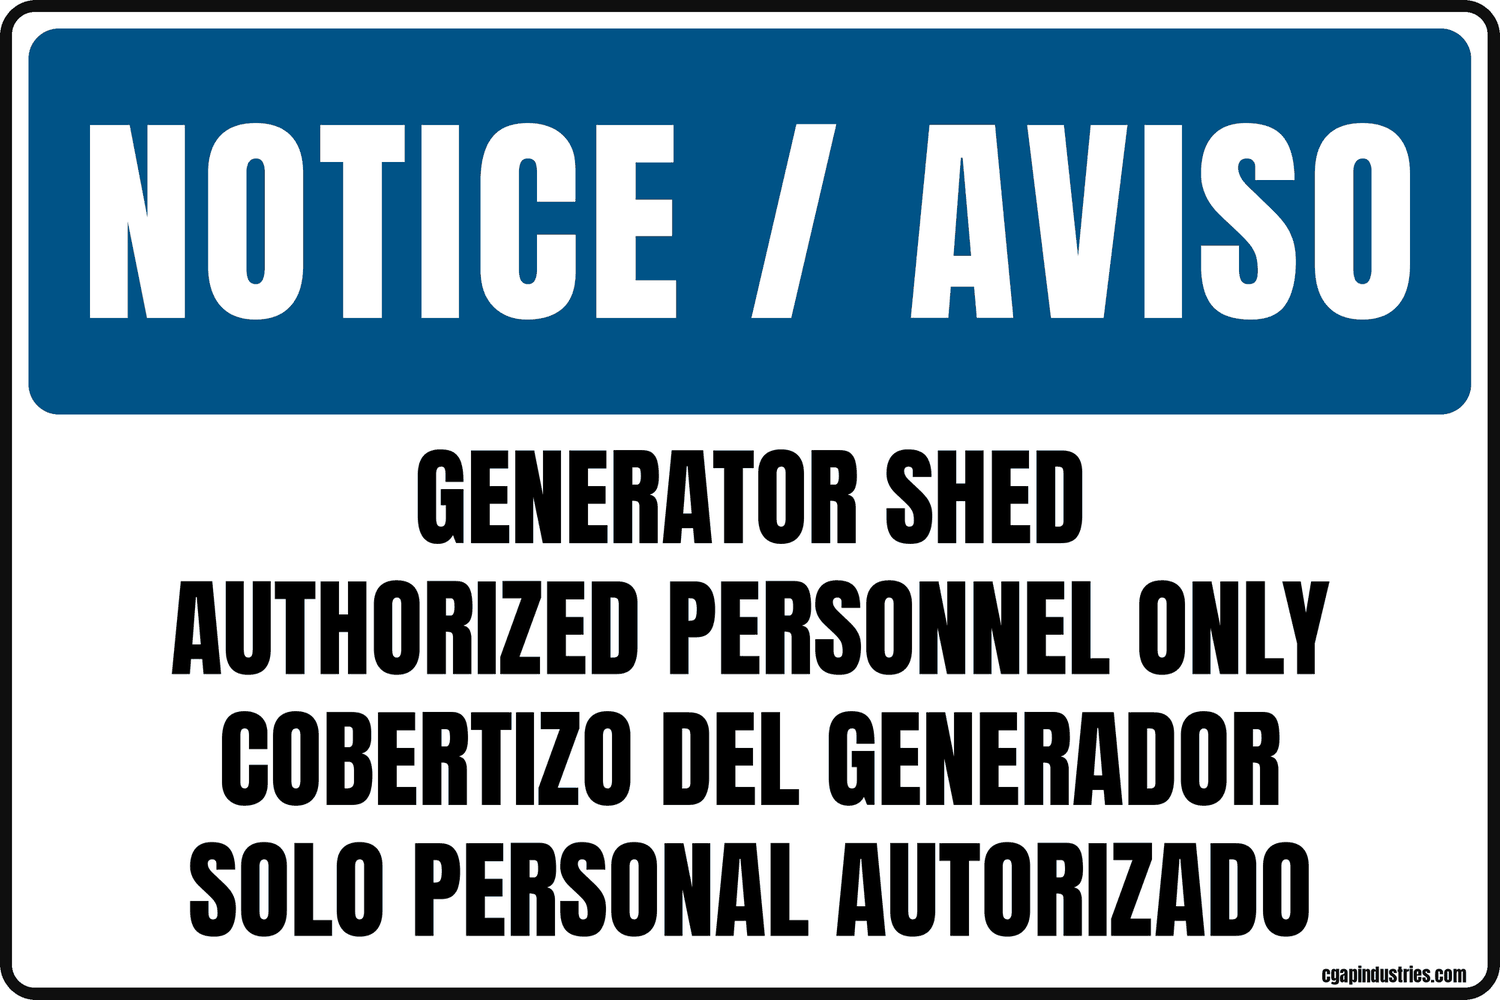 NOTICE / AVISO
GENERATOR SHED
AUTHORIZED PERSONNEL ONLY
COBERTIZO DEL GENERADOR
SOLO PERSONAL AUTORIZADO
cgapindustries.com